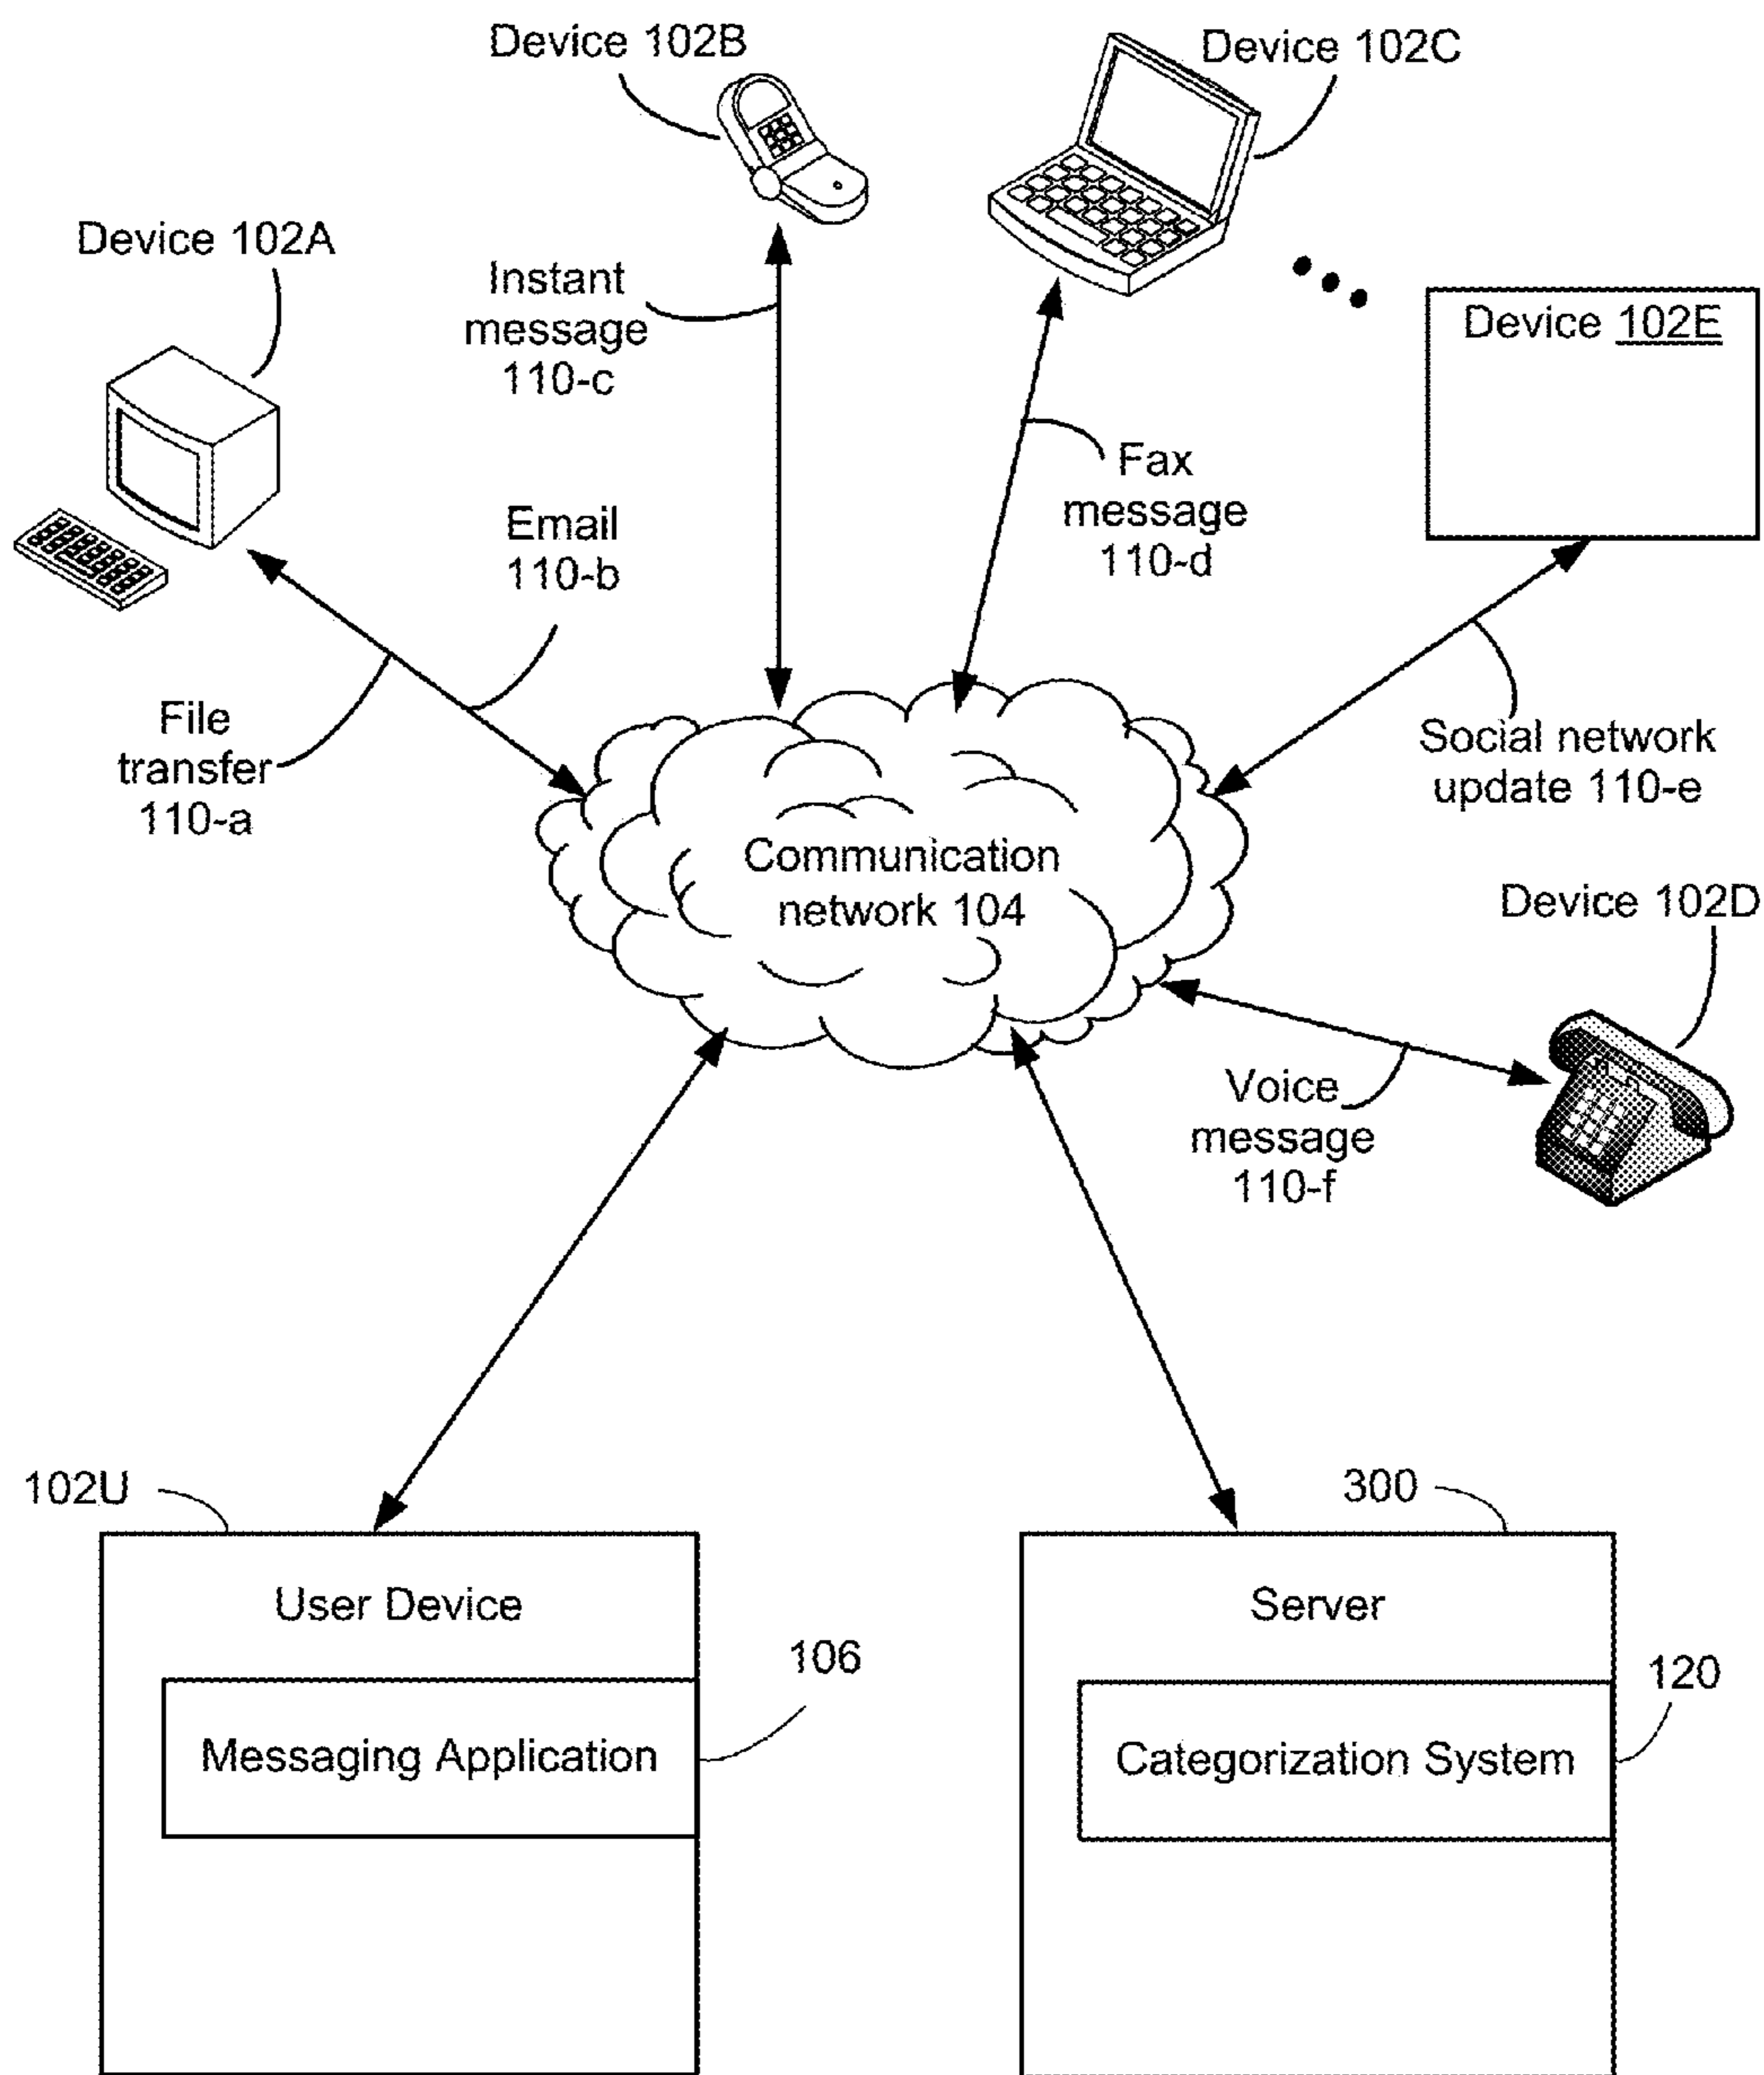 Device 102B
Device 102C
Device 102A
Instant
message
110-c
Device 102E
Fax
message
110-d
Email
110-b
File
transfer
110-a
Social network
update 110-e
Communication
network 104
Device 102D
Voice
message
110-f
102U
300
User Device
Server
106
120
Messaging Application
Categorization System